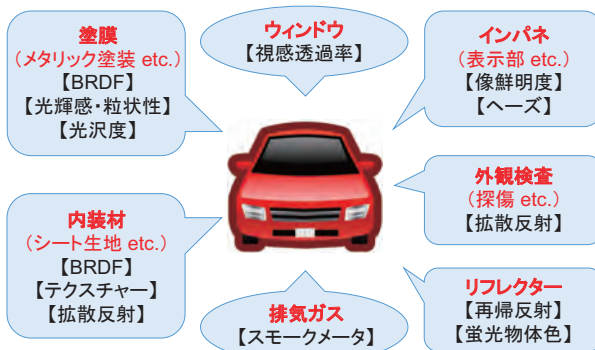 塗膜
（メタリック塗装 etc.）
【BRDF】
【光輝感・粒状性】
【光沢度】
ウィンドウ
【視感透過率】
インパネ
（表示部 etc.）
【像鮮明度】
【ヘーズ】
外観検査
（探傷 etc.）
【拡散反射】
内装材
（シート生地 etc.）
【BRDF】
【テクスチャー】
【拡散反射】
排気ガス
【スモークメータ】
リフレクター
【再帰反射】
【蛍光物体色】